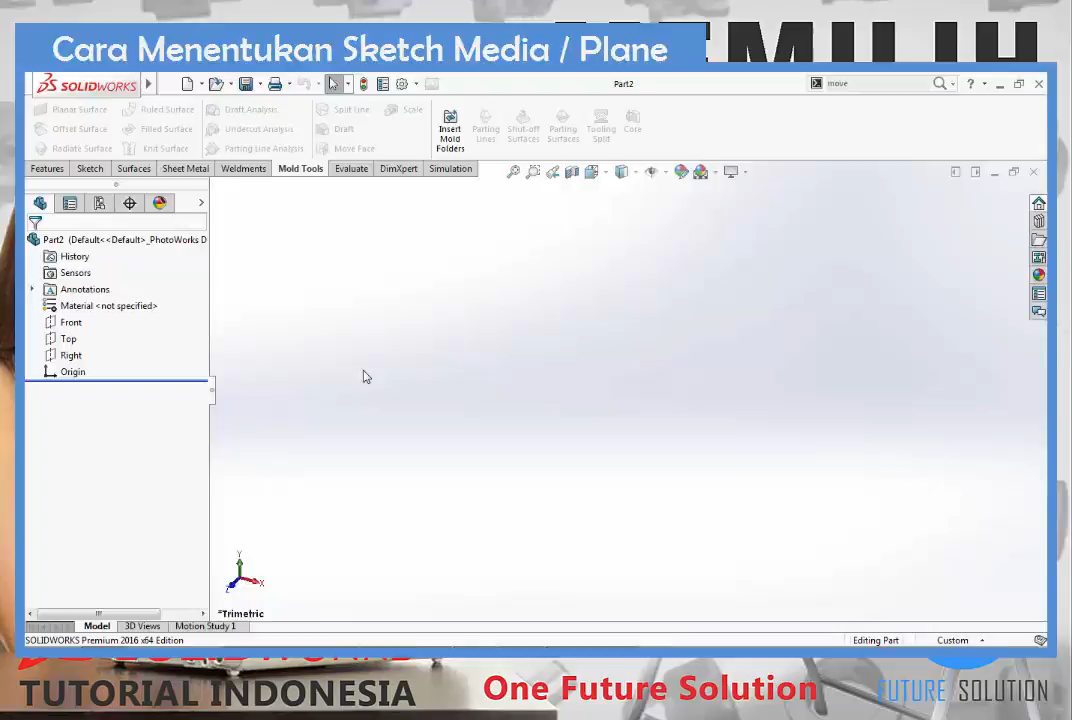 Cara Menentukan Sketch Media / Plane
SOLIDWORKS
Part2
move
Planar Surface
Ruled Surface
Draft Analysis
Split Line
Scale
Offset Surface
Filled Surface
Undercut Analysis
Draft
Radiate Surface
Knit Surface
Parting Line Analysis
Move Face
Insert Mold Folders
Parting Lines
Shut-off Surfaces
Parting Surfaces
Tooling Split
Core
Features
Sketch
Surfaces
Sheet Metal
Weldments
Mold Tools
Evaluate
DimXpert
Simulation
Part2 (Default<<Default>_PhotoWorks D
History
Sensors
Annotations
Material <not specified>
Front
Top
Right
Origin
Y
X
Z
*Trimetric
Model
3D Views
Motion Study 1
SOLIDWORKS Premium 2016 x64 Edition
Editing Part
Custom
TUTORIAL INDONESIA
One Future Solution
FUTURE SOLUTION